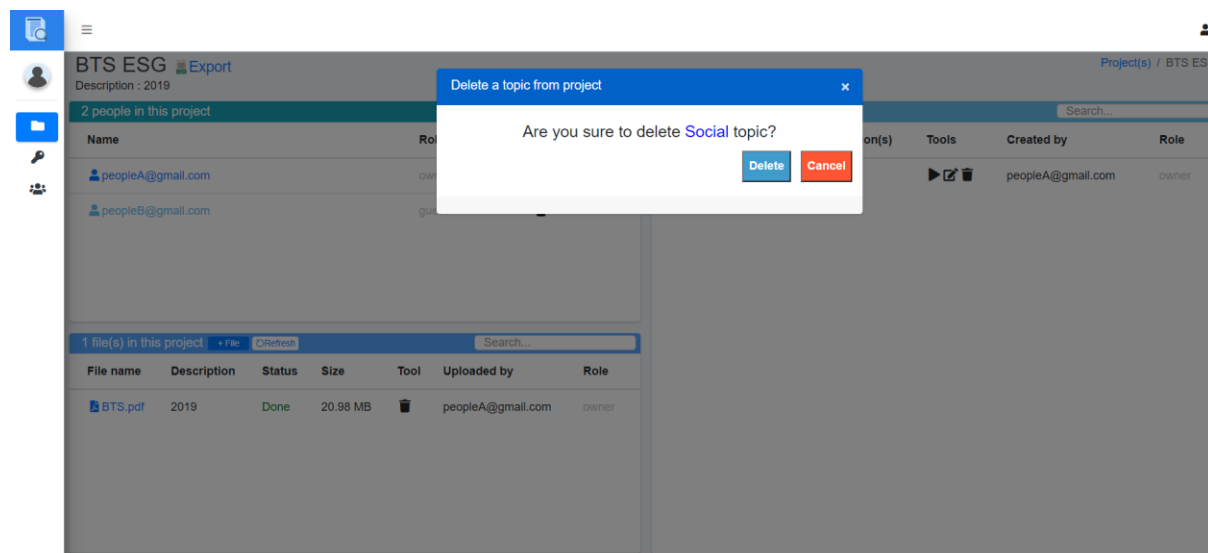 BTS ESG Export
Description : 2019
Project(s) / BTS ES
Delete a topic from project ×
Are you sure to delete Social topic?
Delete Cancel
2 people in this project
Name Rol
peopleA@gmail.com own
peopleB@gmail.com gue
Search...
on(s) Tools Created by Role
peopleA@gmail.com owner
1 file(s) in this project + File Refresh Search...
File name Description Status Size Tool Uploaded by Role
BTS.pdf 2019 Done 20.98 MB peopleA@gmail.com owner